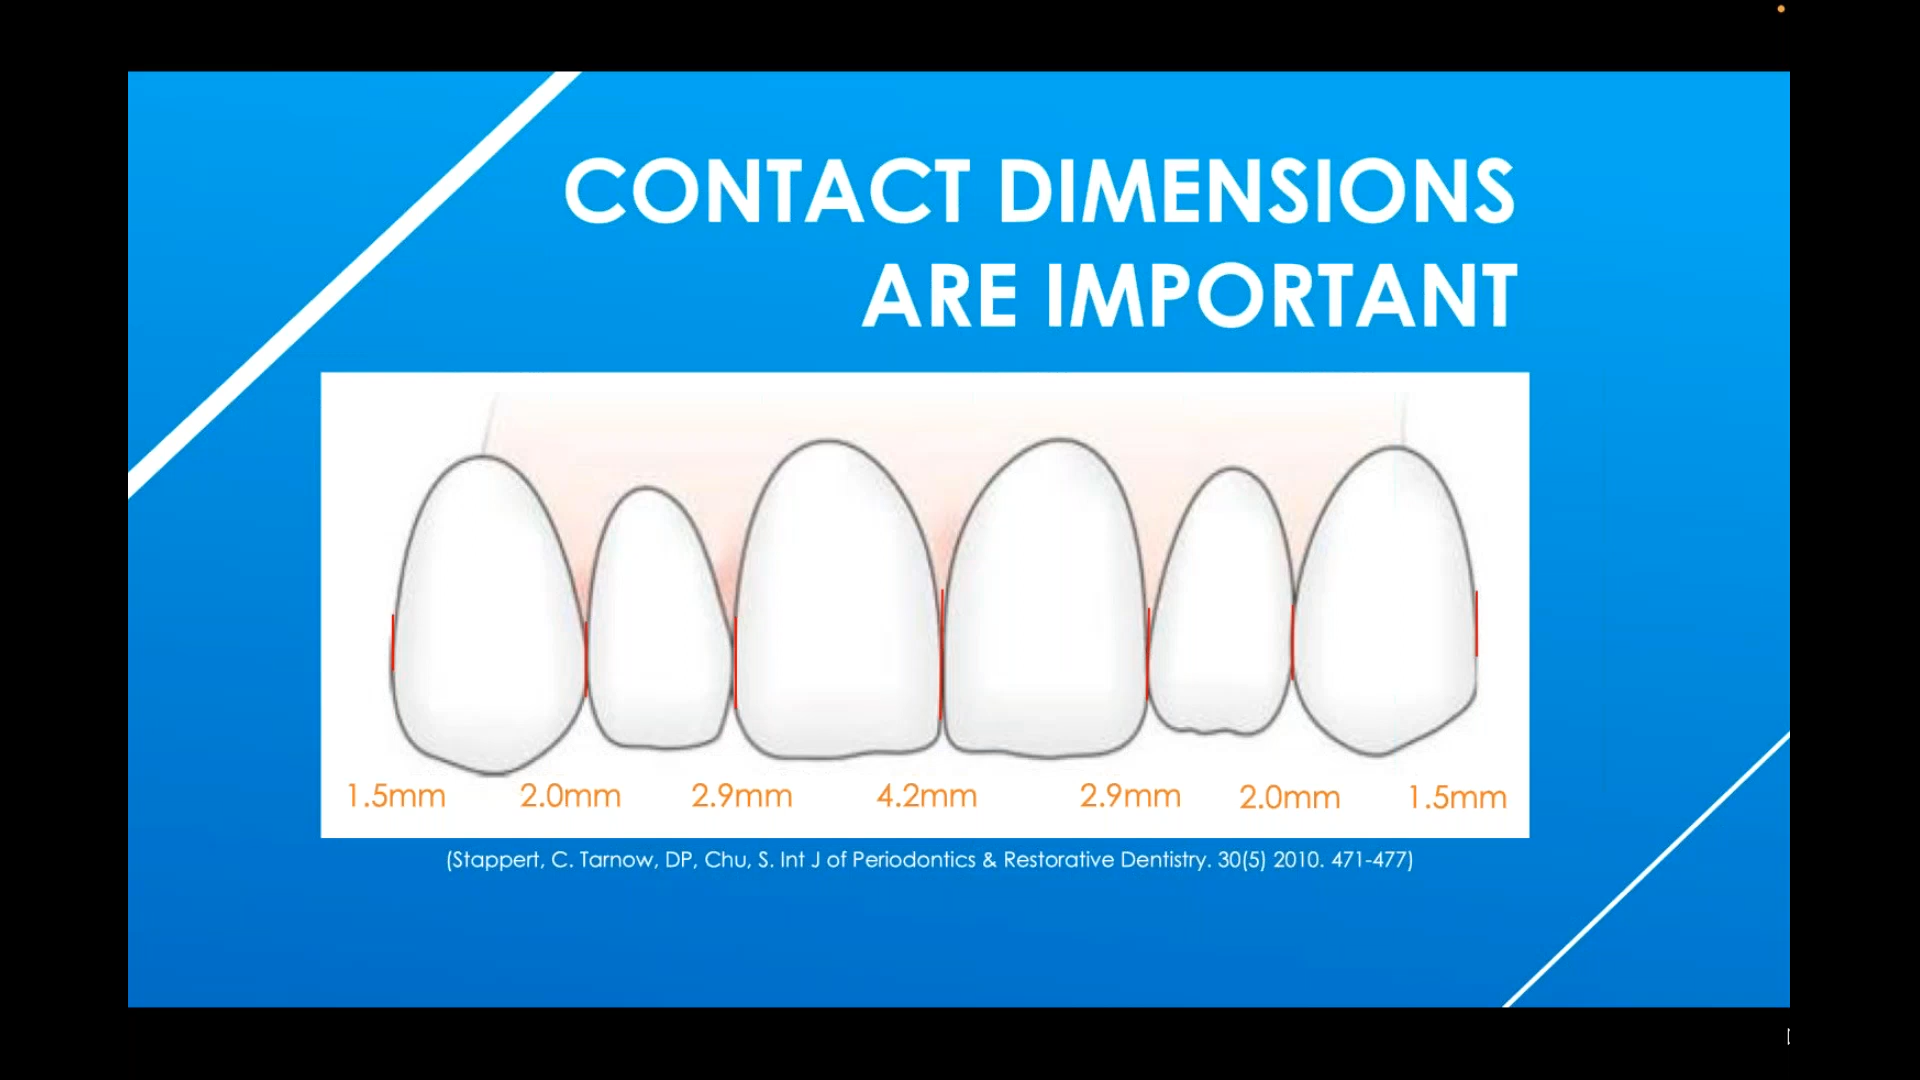 CONTACT DIMENSIONS
ARE IMPORTANT
1.5mm 2.0mm 2.9mm 4.2mm 2.9mm 2.0mm 1.5mm
(Stappert, C. Tarnow, DP, Chu, S. Int J of Periodontics & Restorative Dentistry. 30(5) 2010. 471-477)